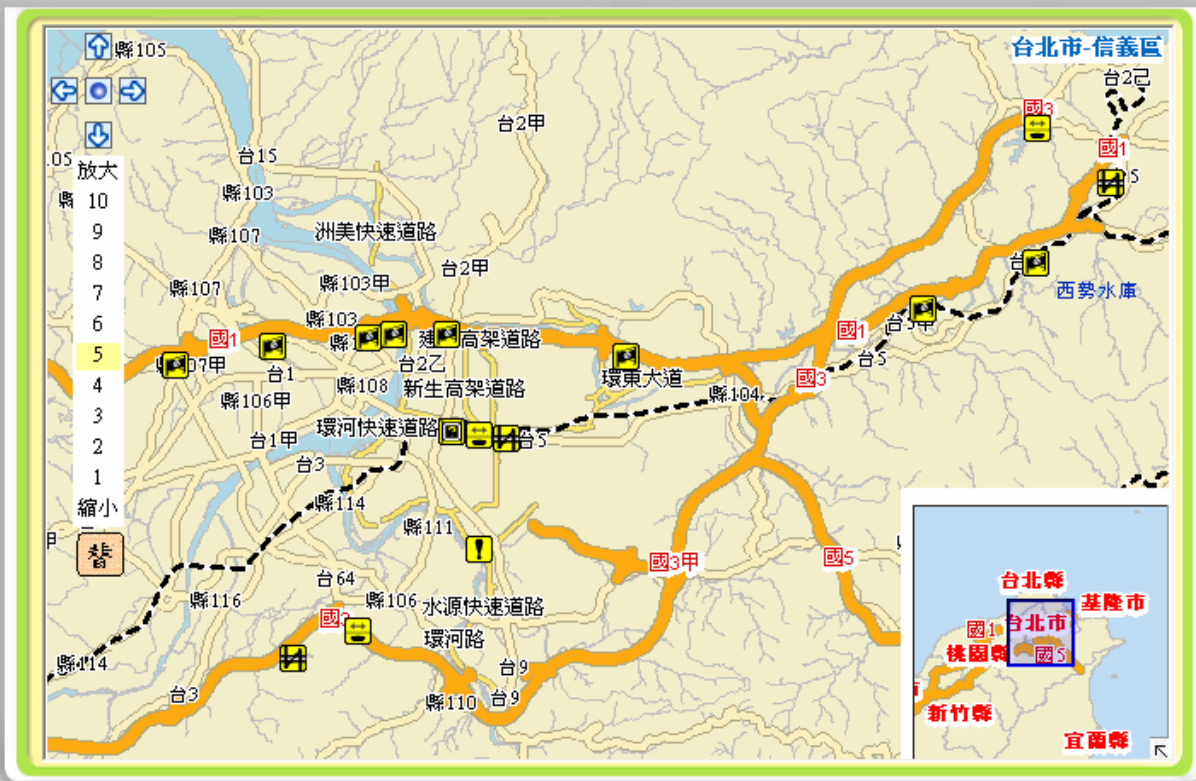 台北市-信義區
縣105
台2己
國3
台2甲
國1
台15
放大
縣103
10
9
洲美快速道路
縣107
8
台2甲
縣103甲
7
縣107
西勢水庫
6
縣103
國1
國1
高架道路
5
台2乙
台5
台1
環東大道
國3
4
縣108
新生高架道路
縣104
3
縣106甲
環河快速道路
台5
2
台1甲
台3
1
縮小
縣114
縣111
替
國3甲
國5
台64
縣116
縣106
水源快速道路
環河路
縣114
台9
台3
縣110
台9
台北縣
基隆市
台北市
國1
桃園縣
國5
新竹縣
宜蘭縣